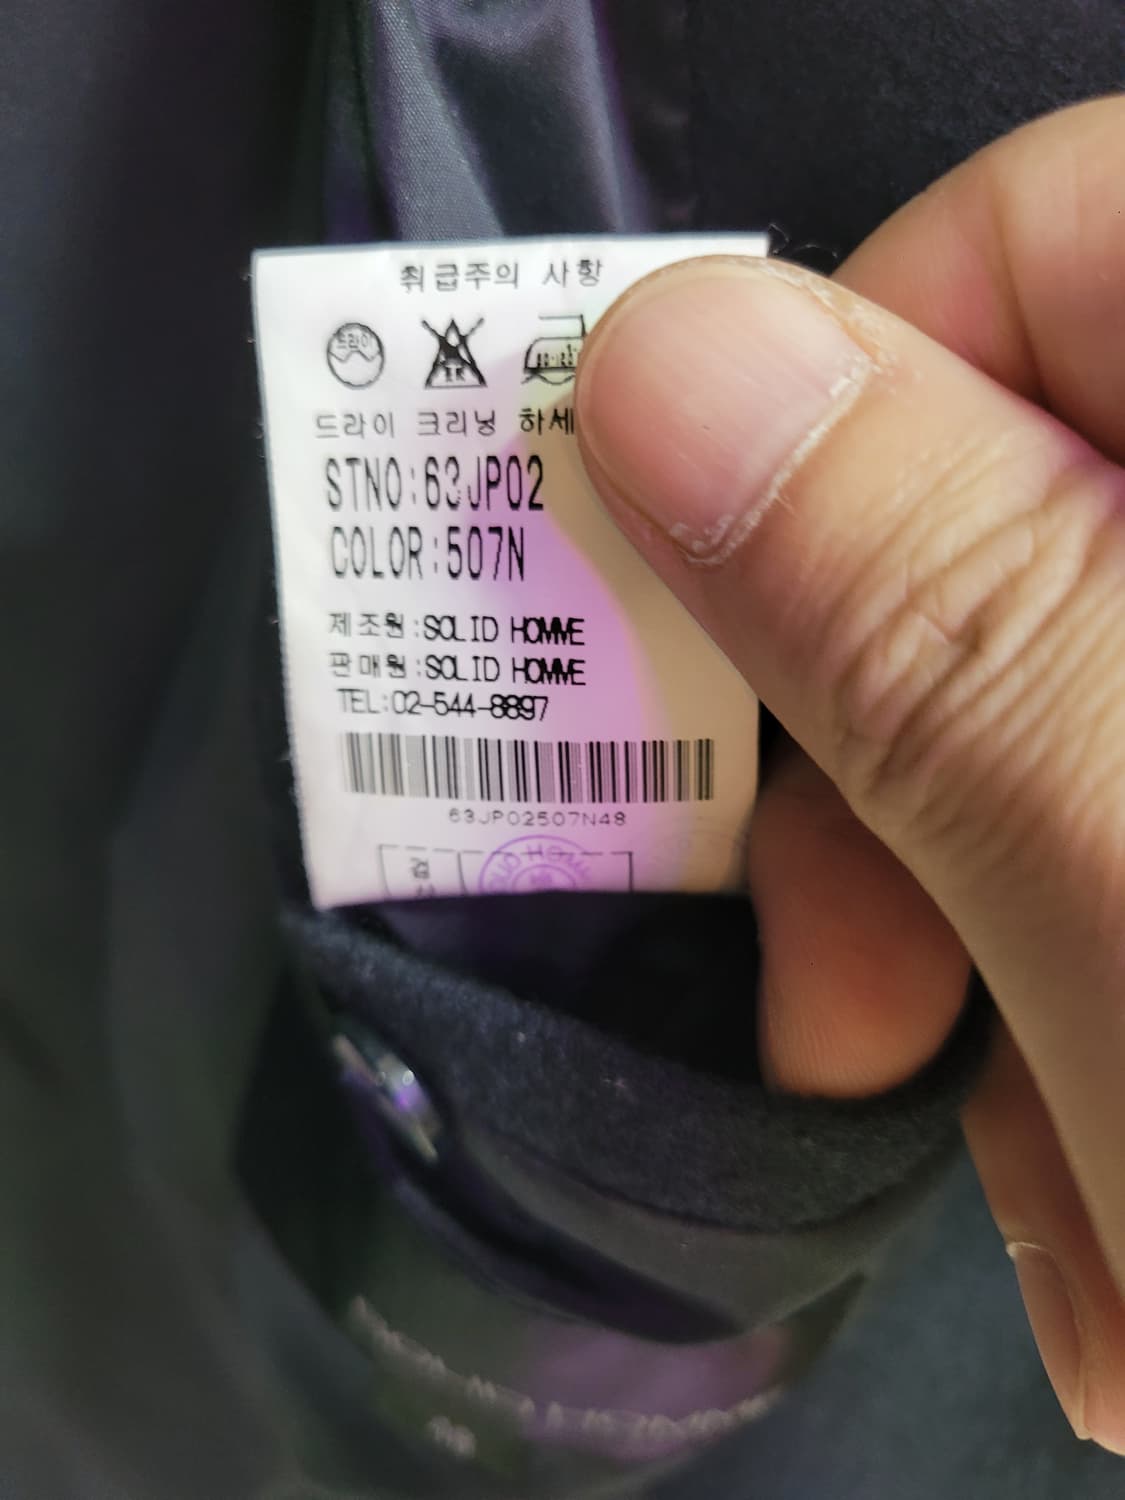 취급주의 사항
드라이
드라이 크리닝 하세
STNO:63JP02
COLOR:507N
제조원:SOLID HOMME
판매원:SOLID HOMME
TEL:02-544-8897
63JP02507N48
검